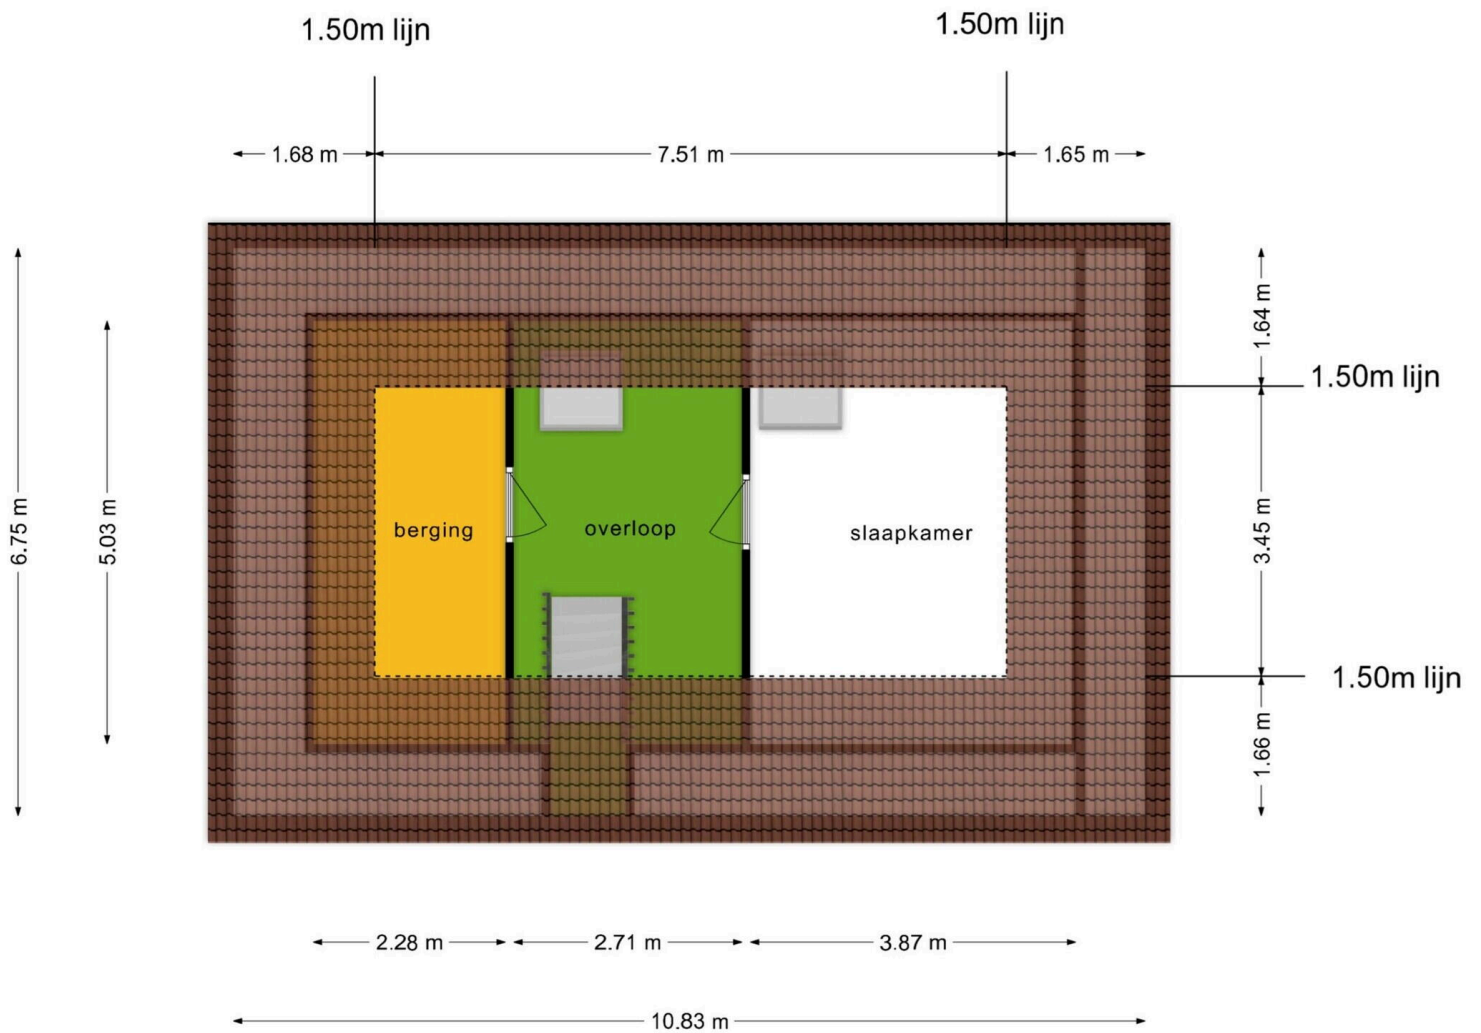 1.50m lijn
1.50m lijn
1.68 m
7.51 m
1.65 m
1.64 m
1.50m lijn
6.75 m
5.03 m
3.45 m
berging
overloop
slaapkamer
1.50m lijn
1.66 m
2.28 m
2.71 m
3.87 m
10.83 m